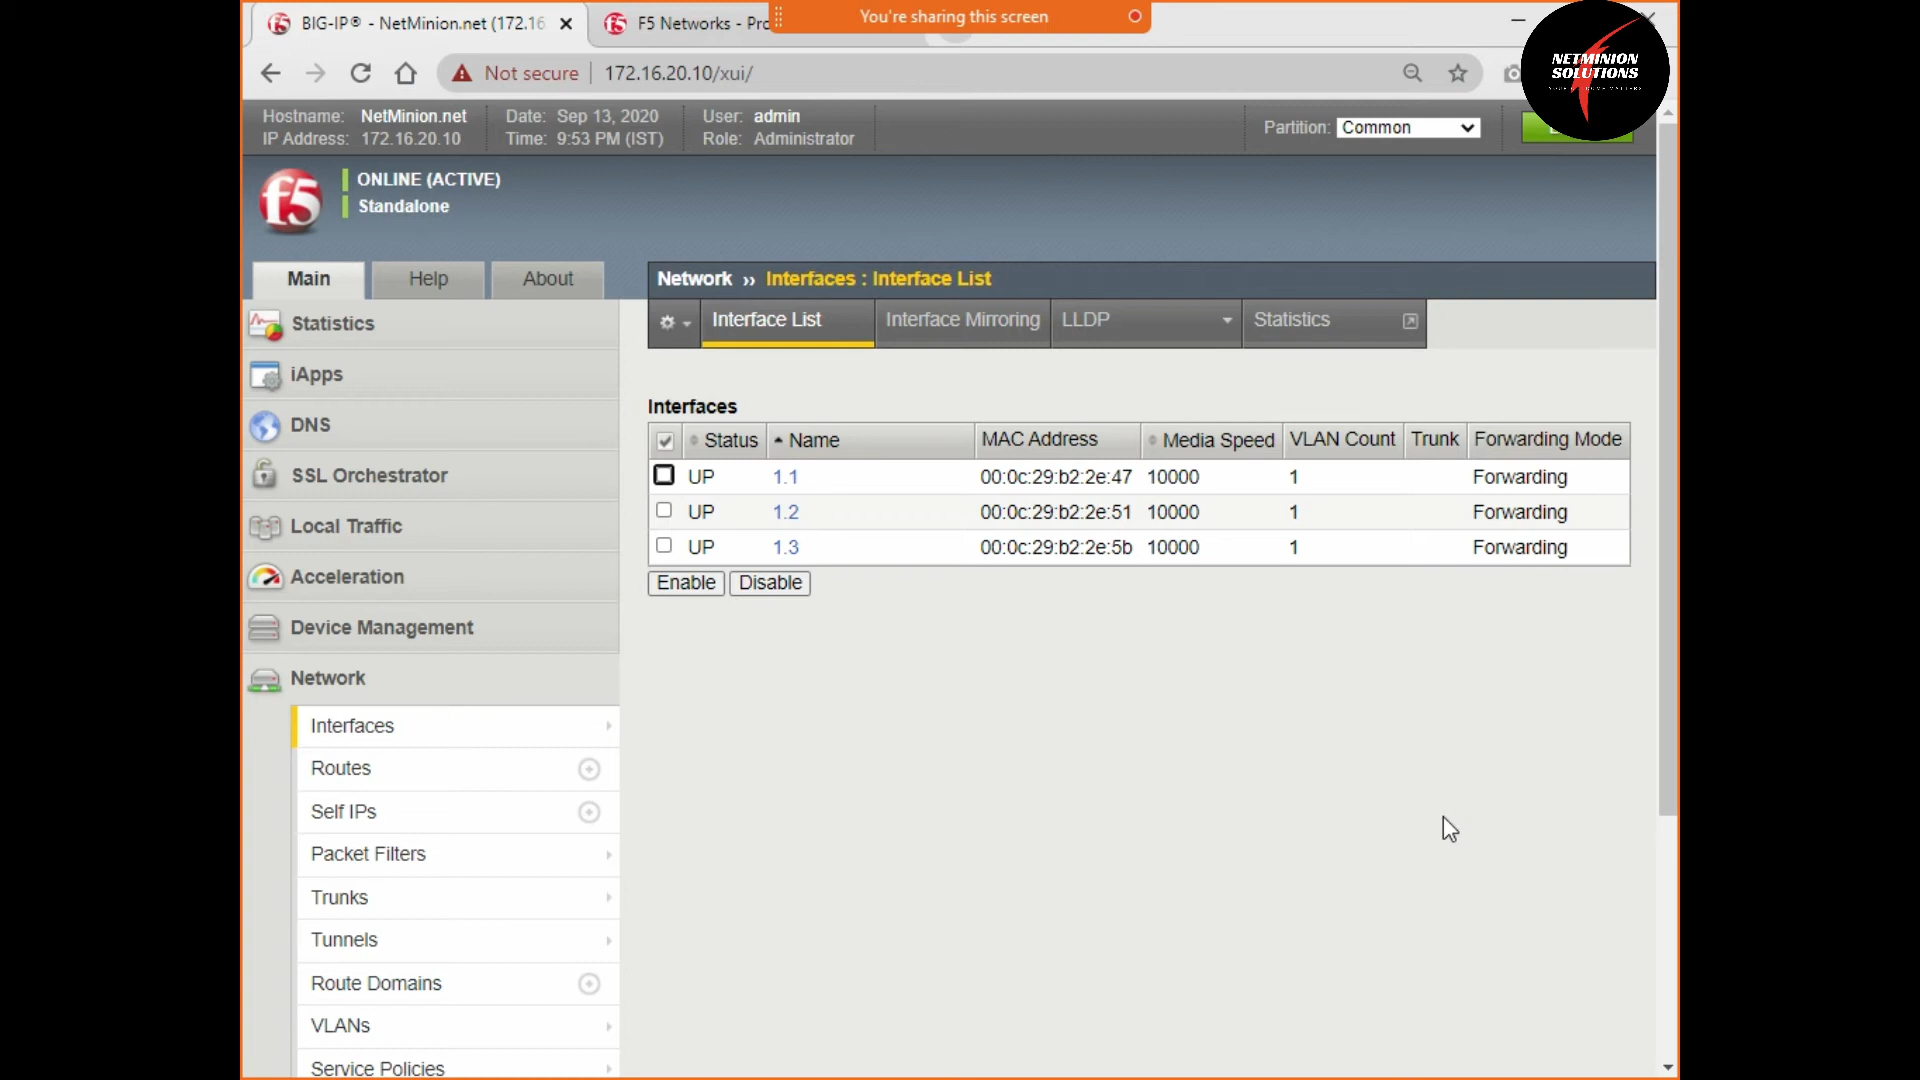 BIG-IP® - NetMinion.net (172.16
F5 Networks - Pro
You're sharing this screen
Not secure
172.16.20.10/xui/
NETMINION
SOLUTIONS
Hostname: NetMinion.net
IP Address: 172.16.20.10
Date: Sep 13, 2020
Time: 9:53 PM (IST)
User: admin
Role: Administrator
Partition: Common
f5
ONLINE (ACTIVE)
Standalone
Main
Help
About
Network ›› Interfaces : Interface List
Interface List
Interface Mirroring
LLDP
Statistics
Statistics
iApps
DNS
SSL Orchestrator
Local Traffic
Acceleration
Device Management
Network
Interfaces
Routes
Self IPs
Packet Filters
Trunks
Tunnels
Route Domains
VLANs
Service Policies
Interfaces
Status Name MAC Address Media Speed VLAN Count Trunk Forwarding Mode
UP 1.1 00:0c:29:b2:2e:47 10000 1 Forwarding
UP 1.2 00:0c:29:b2:2e:51 10000 1 Forwarding
UP 1.3 00:0c:29:b2:2e:5b 10000 1 Forwarding
Enable Disable